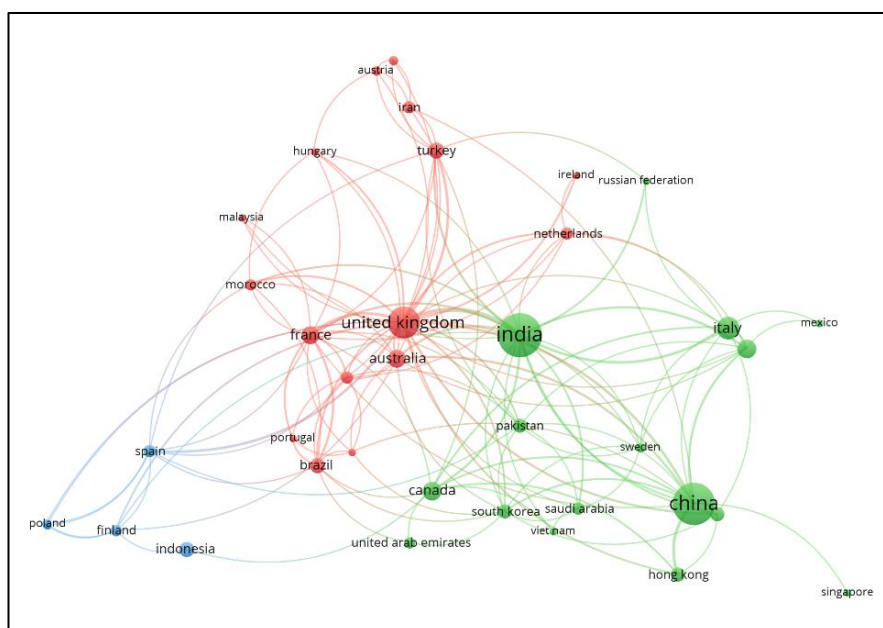 austria
iran
hungary
turkey
ireland
russian federation
malaysia
netherlands
morocco
united kingdom
india
france
italy
mexico
australia
pakistan
portugal
spain
sweden
brazil
canada
china
south korea
saudi arabia
poland
finland
viet nam
indonesia
united arab emirates
hong kong
singapore